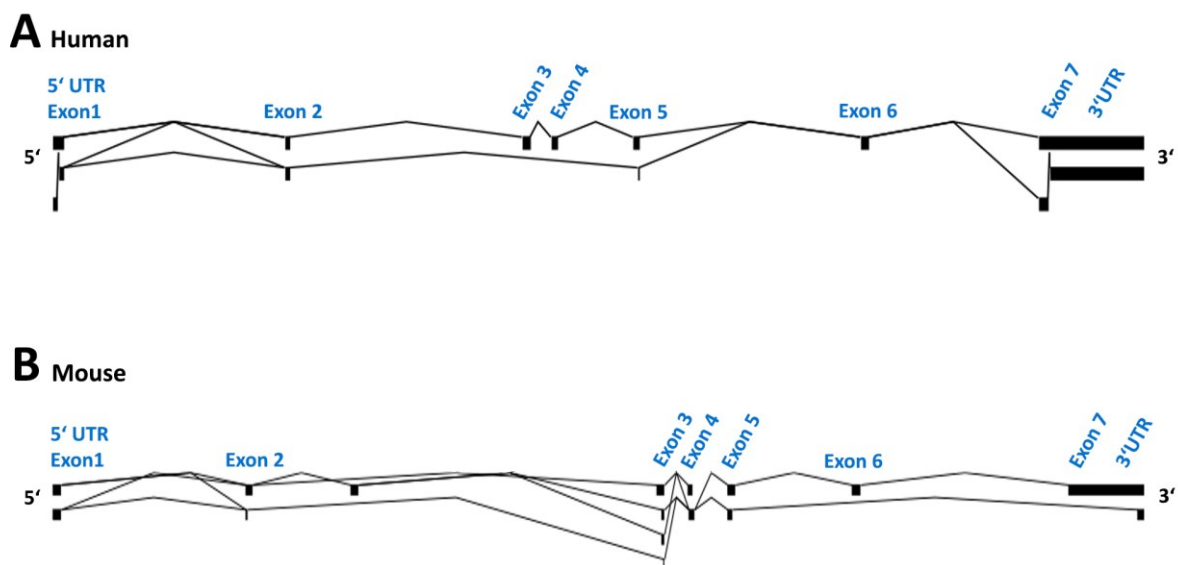 A Human
5‘ UTR
Exon1
Exon 2
Exon 3
Exon 4
Exon 5
Exon 6
Exon 7
3‘UTR
5‘
3‘
B Mouse
5‘ UTR
Exon1
Exon 2
Exon 3
Exon 4
Exon 5
Exon 6
Exon 7
3‘UTR
5‘
3‘